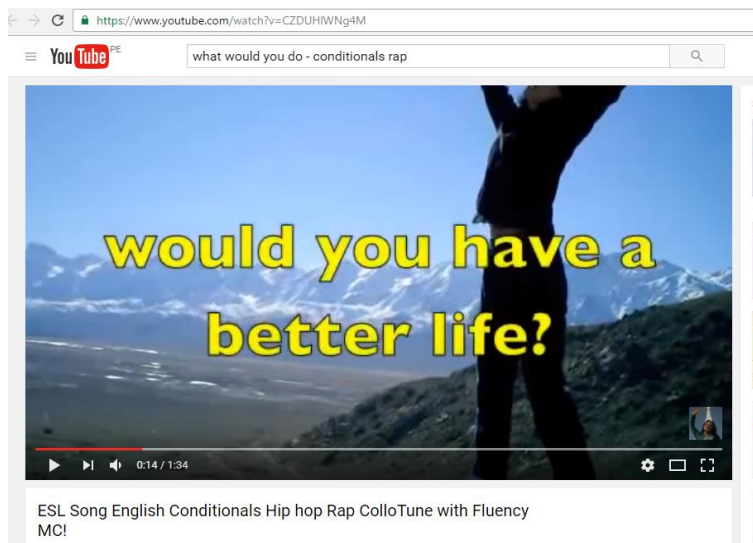 https://www.youtube.com/watch?v=CZDUHIWNg4M
YouTube PE
what would you do - conditionals rap
would you have a
better life?
0:14 / 1:34
ESL Song English Conditionals Hip hop Rap ColloTune with Fluency
MC!